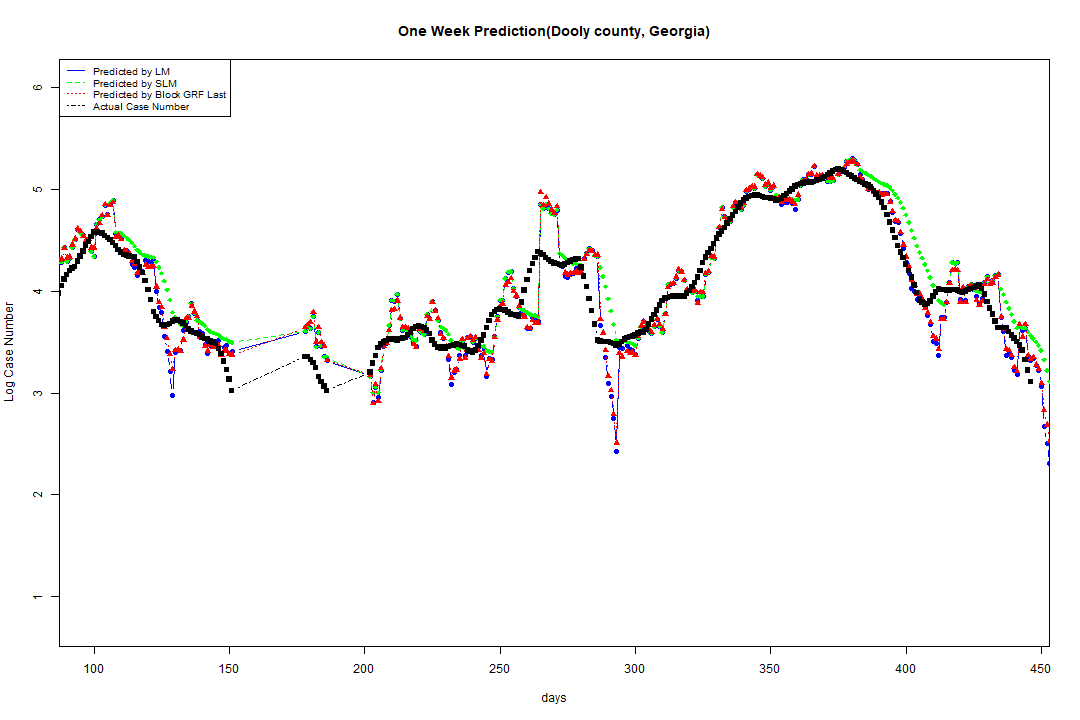 One Week Prediction(Dooly county, Georgia)
Predicted by LM
Predicted by SLM
Predicted by Block GRF Last
Actual Case Number
6
5
4
3
2
1
Log Case Number
100 150 200 250 300 350 400 450
days